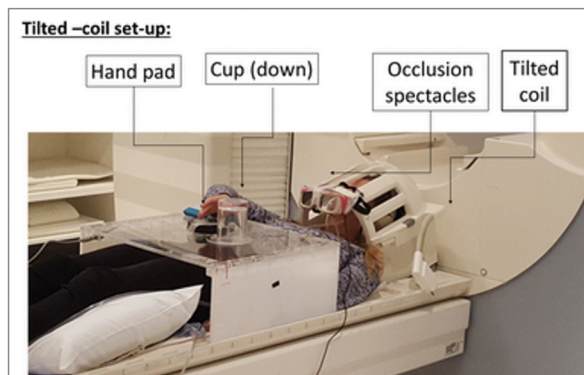 Tilted –coil set-up:
Hand pad
Cup (down)
Occlusion
spectacles
Tilted
coil